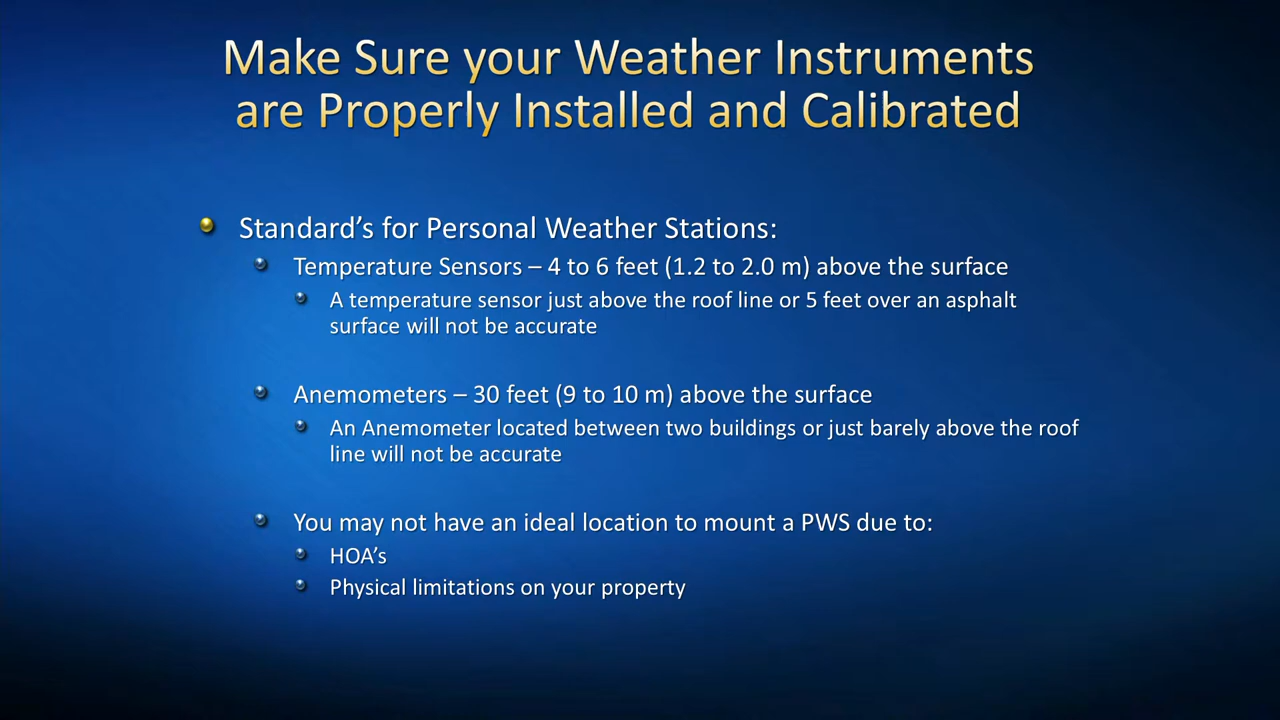 Make Sure your Weather Instruments
are Properly Installed and Calibrated
Standard's for Personal Weather Stations:
Temperature Sensors – 4 to 6 feet (1.2 to 2.0 m) above the surface
A temperature sensor just above the roof line or 5 feet over an asphalt
surface will not be accurate
Anemometers – 30 feet (9 to 10 m) above the surface
An Anemometer located between two buildings or just barely above the roof
line will not be accurate
You may not have an ideal location to mount a PWS due to:
HOA's
Physical limitations on your property